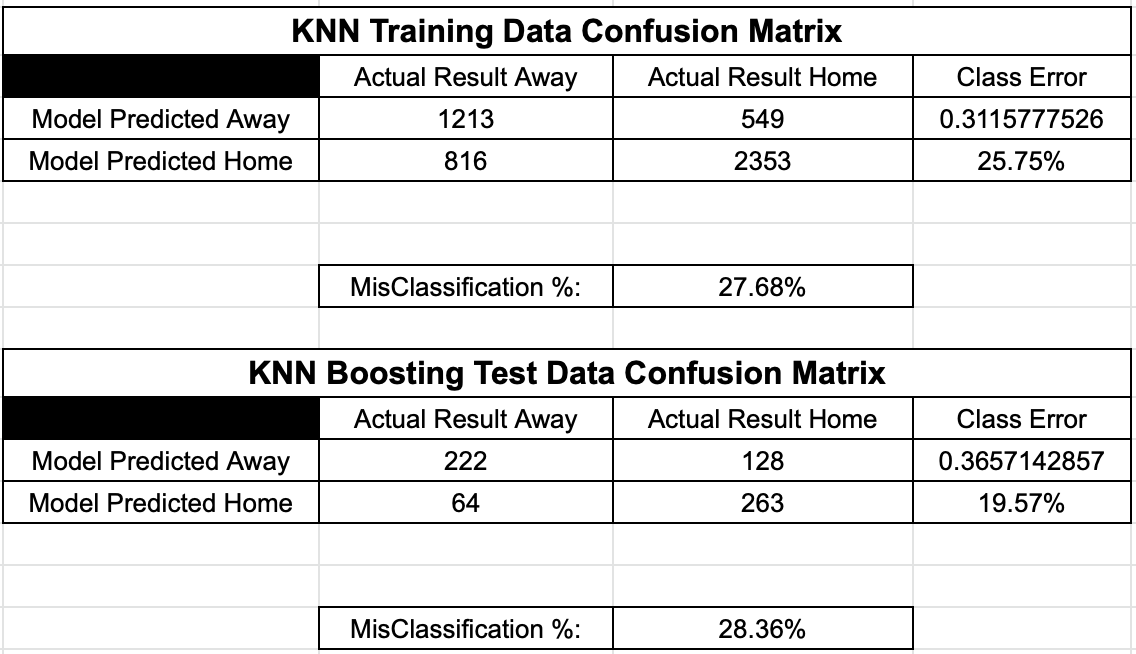 KNN Training Data Confusion Matrix
Actual Result Away Actual Result Home Class Error
Model Predicted Away 1213 549 0.3115777526
Model Predicted Home 816 2353 25.75%
MisClassification %: 27.68%
KNN Boosting Test Data Confusion Matrix
Actual Result Away Actual Result Home Class Error
Model Predicted Away 222 128 0.3657142857
Model Predicted Home 64 263 19.57%
MisClassification %: 28.36%